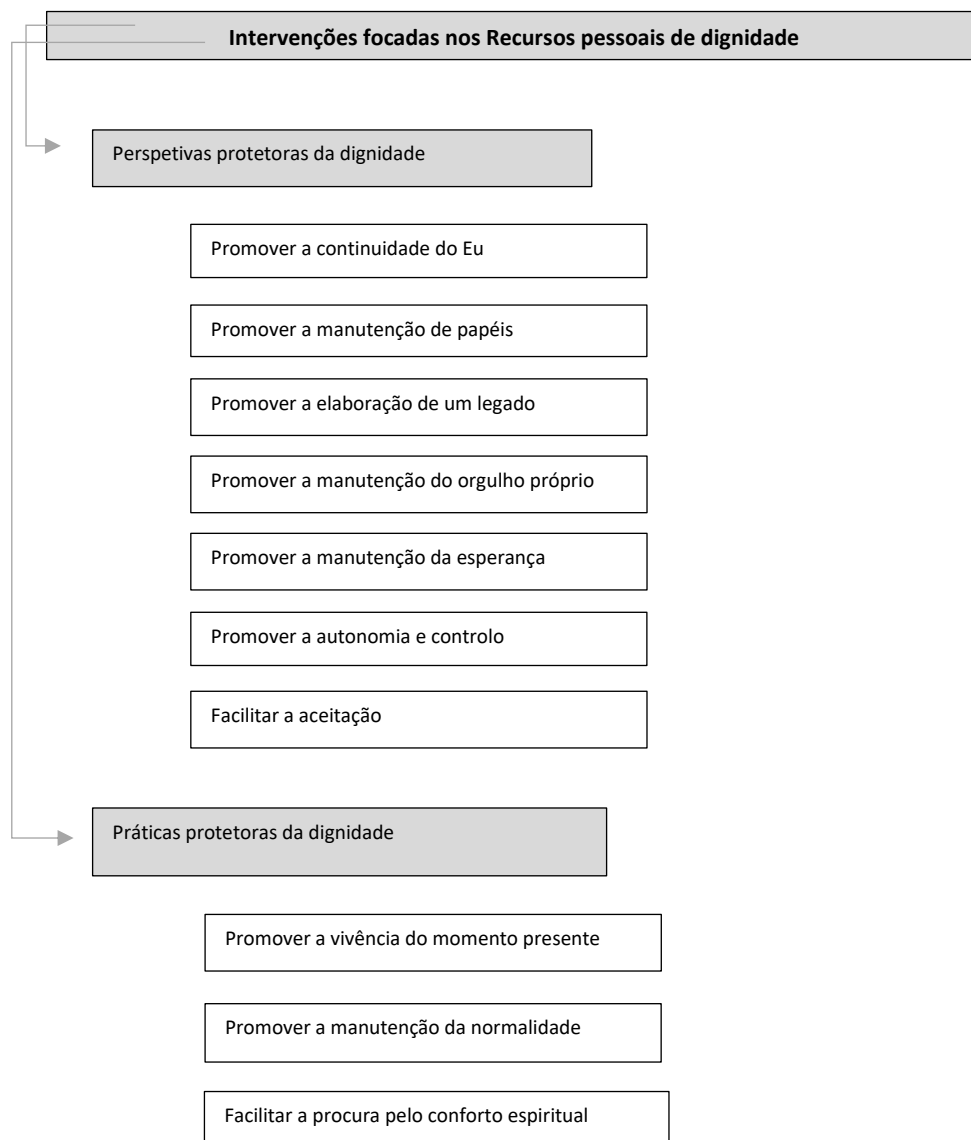 Intervenções focadas nos Recursos pessoais de dignidade
Perspetivas protetoras da dignidade
Promover a continuidade do Eu
Promover a manutenção de papéis
Promover a elaboração de um legado
Promover a manutenção do orgulho próprio
Promover a manutenção da esperança
Promover a autonomia e controlo
Facilitar a aceitação
Práticas protetoras da dignidade
Promover a vivência do momento presente
Promover a manutenção da normalidade
Facilitar a procura pelo conforto espiritual